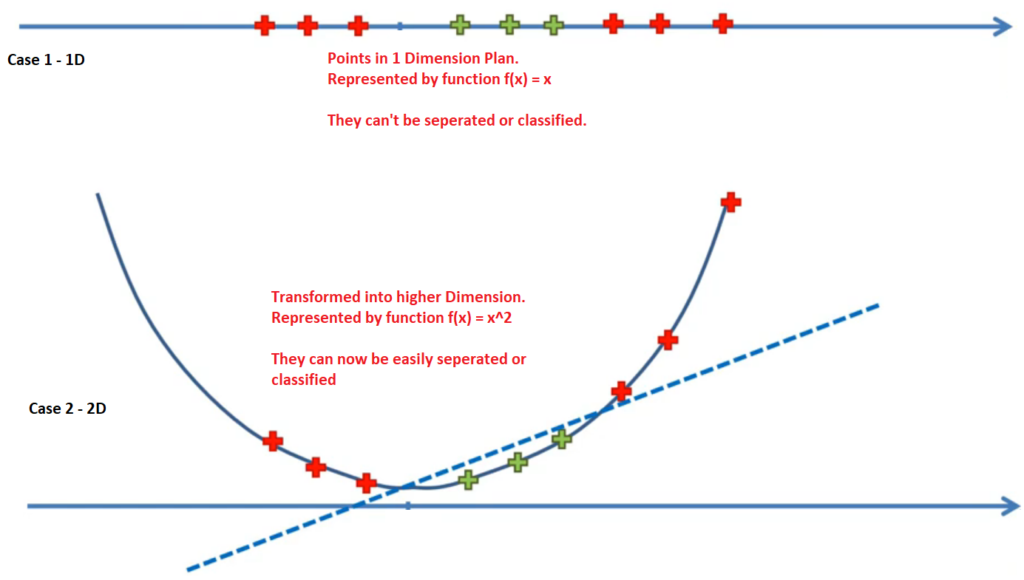 Case 1 - 1D
Points in 1 Dimension Plan.
Represented by function f(x) = x
They can't be seperated or classified.
Transformed into higher Dimension.
Represented by function f(x) = x^2
They can now be easily seperated or
classified
Case 2 - 2D